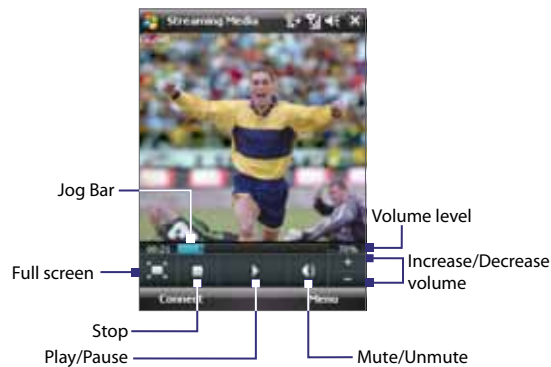 Streaming Media
Jog Bar
Volume level
Full screen
Increase/Decrease
volume
Connect
Menu
Stop
Play/Pause
Mute/Unmute